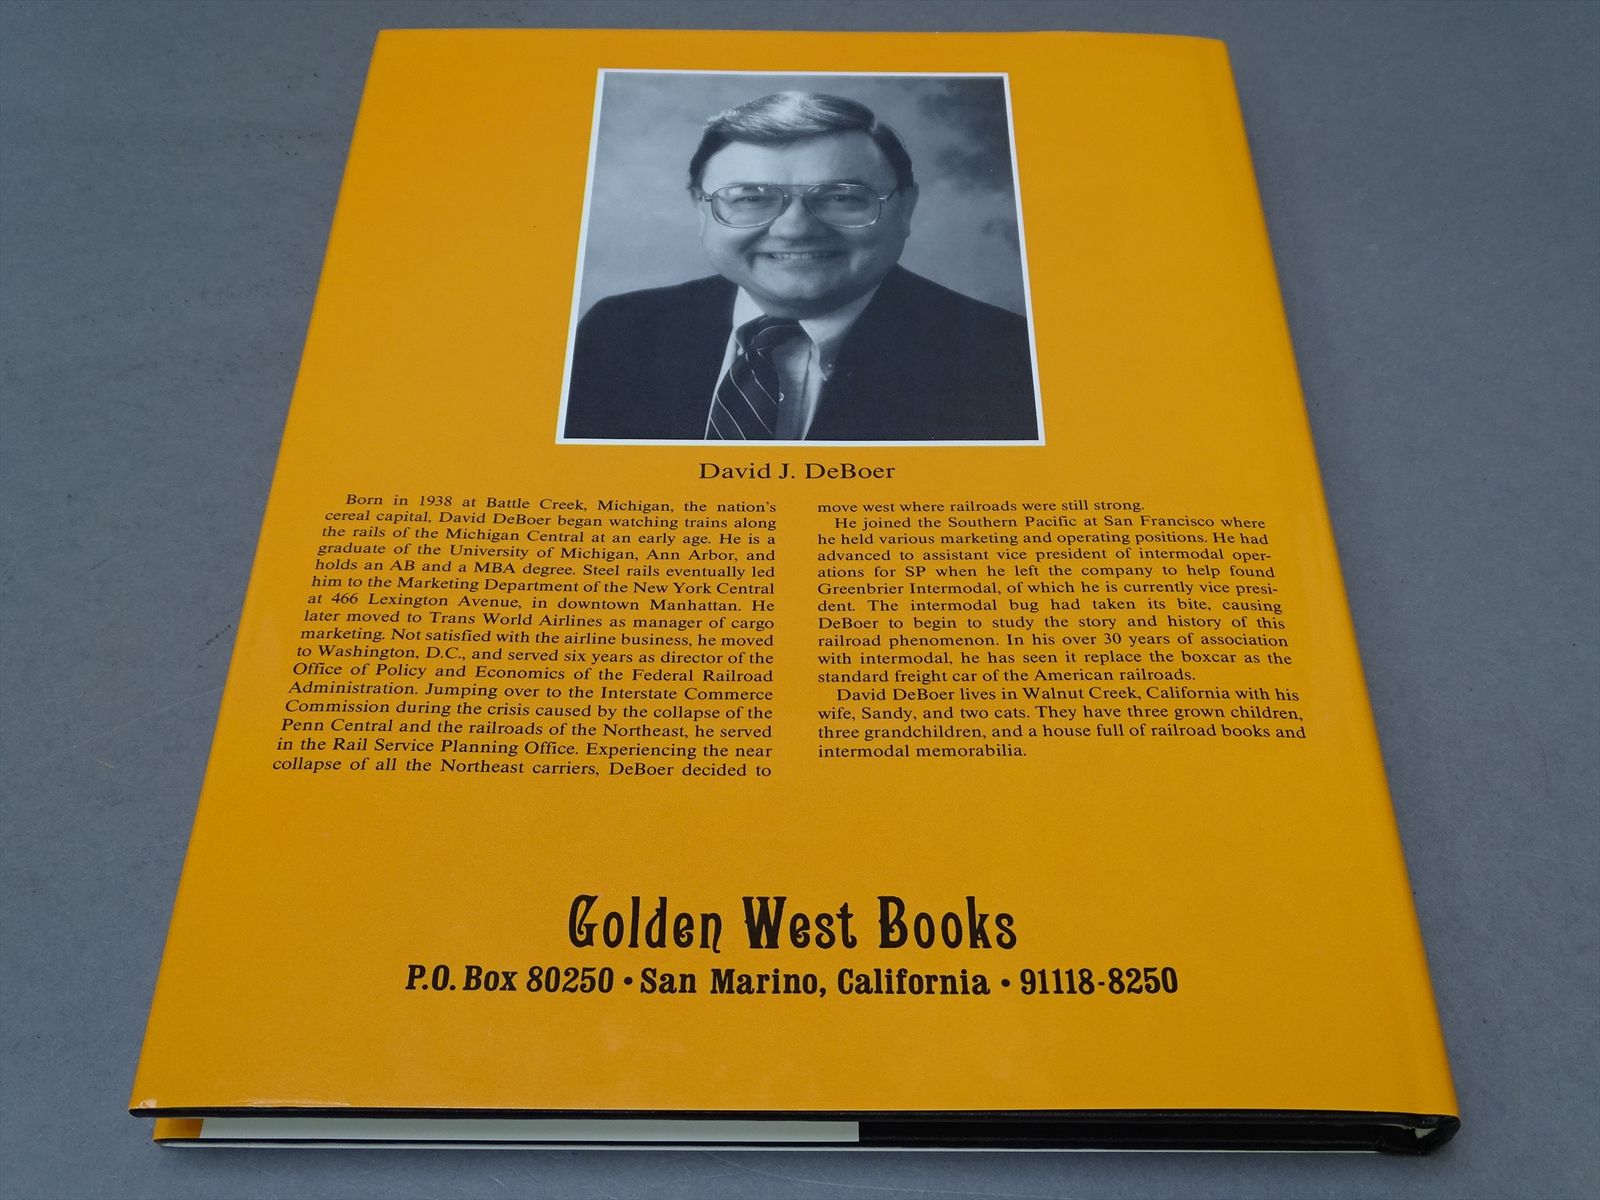 David J. DeBoer
Born in 1938 at Battle Creek, Michigan, the nation's
cereal capital, David DeBoer began watching trains along
the rails of the Michigan Central at an early age. He is a
graduate of the University of Michigan, Ann Arbor, and
holds an AB and a MBA degree. Steel rails eventually led
him to the Marketing Department of the New York Central
at 466 Lexington Avenue, in downtown Manhattan. He
later moved to Trans World Airlines as manager of cargo
marketing. Not satisfied with the airline business, he moved
to Washington, D.C., and served six years as director of the
Office of Policy and Economics of the Federal Railroad
Administration. Jumping over to the Interstate Commerce
Commission during the crisis caused by the collapse of the
Penn Central and the railroads of the Northeast, he served
in the Rail Service Planning Office. Experiencing the near
collapse of all the Northeast carriers, DeBoer decided to
move west where railroads were still strong.
He joined the Southern Pacific at San Francisco where
he held various marketing and operating positions. He had
advanced to assistant vice president of intermodal oper-
ations for SP when he left the company to help found
Greenbrier Intermodal, of which he is currently vice presi-
dent. The intermodal bug had taken its bite, causing
DeBoer to begin to study the story and history of this
railroad phenomenon. In his over 30 years of association
with intermodal, he has seen it replace the boxcar as the
standard freight car of the American railroads.
David DeBoer lives in Walnut Creek, California with his
wife, Sandy, and two cats. They have three grown children,
three grandchildren, and a house full of railroad books and
intermodal memorabilia.
Golden West Books
P.O. Box 80250 • San Marino, California • 91118-8250